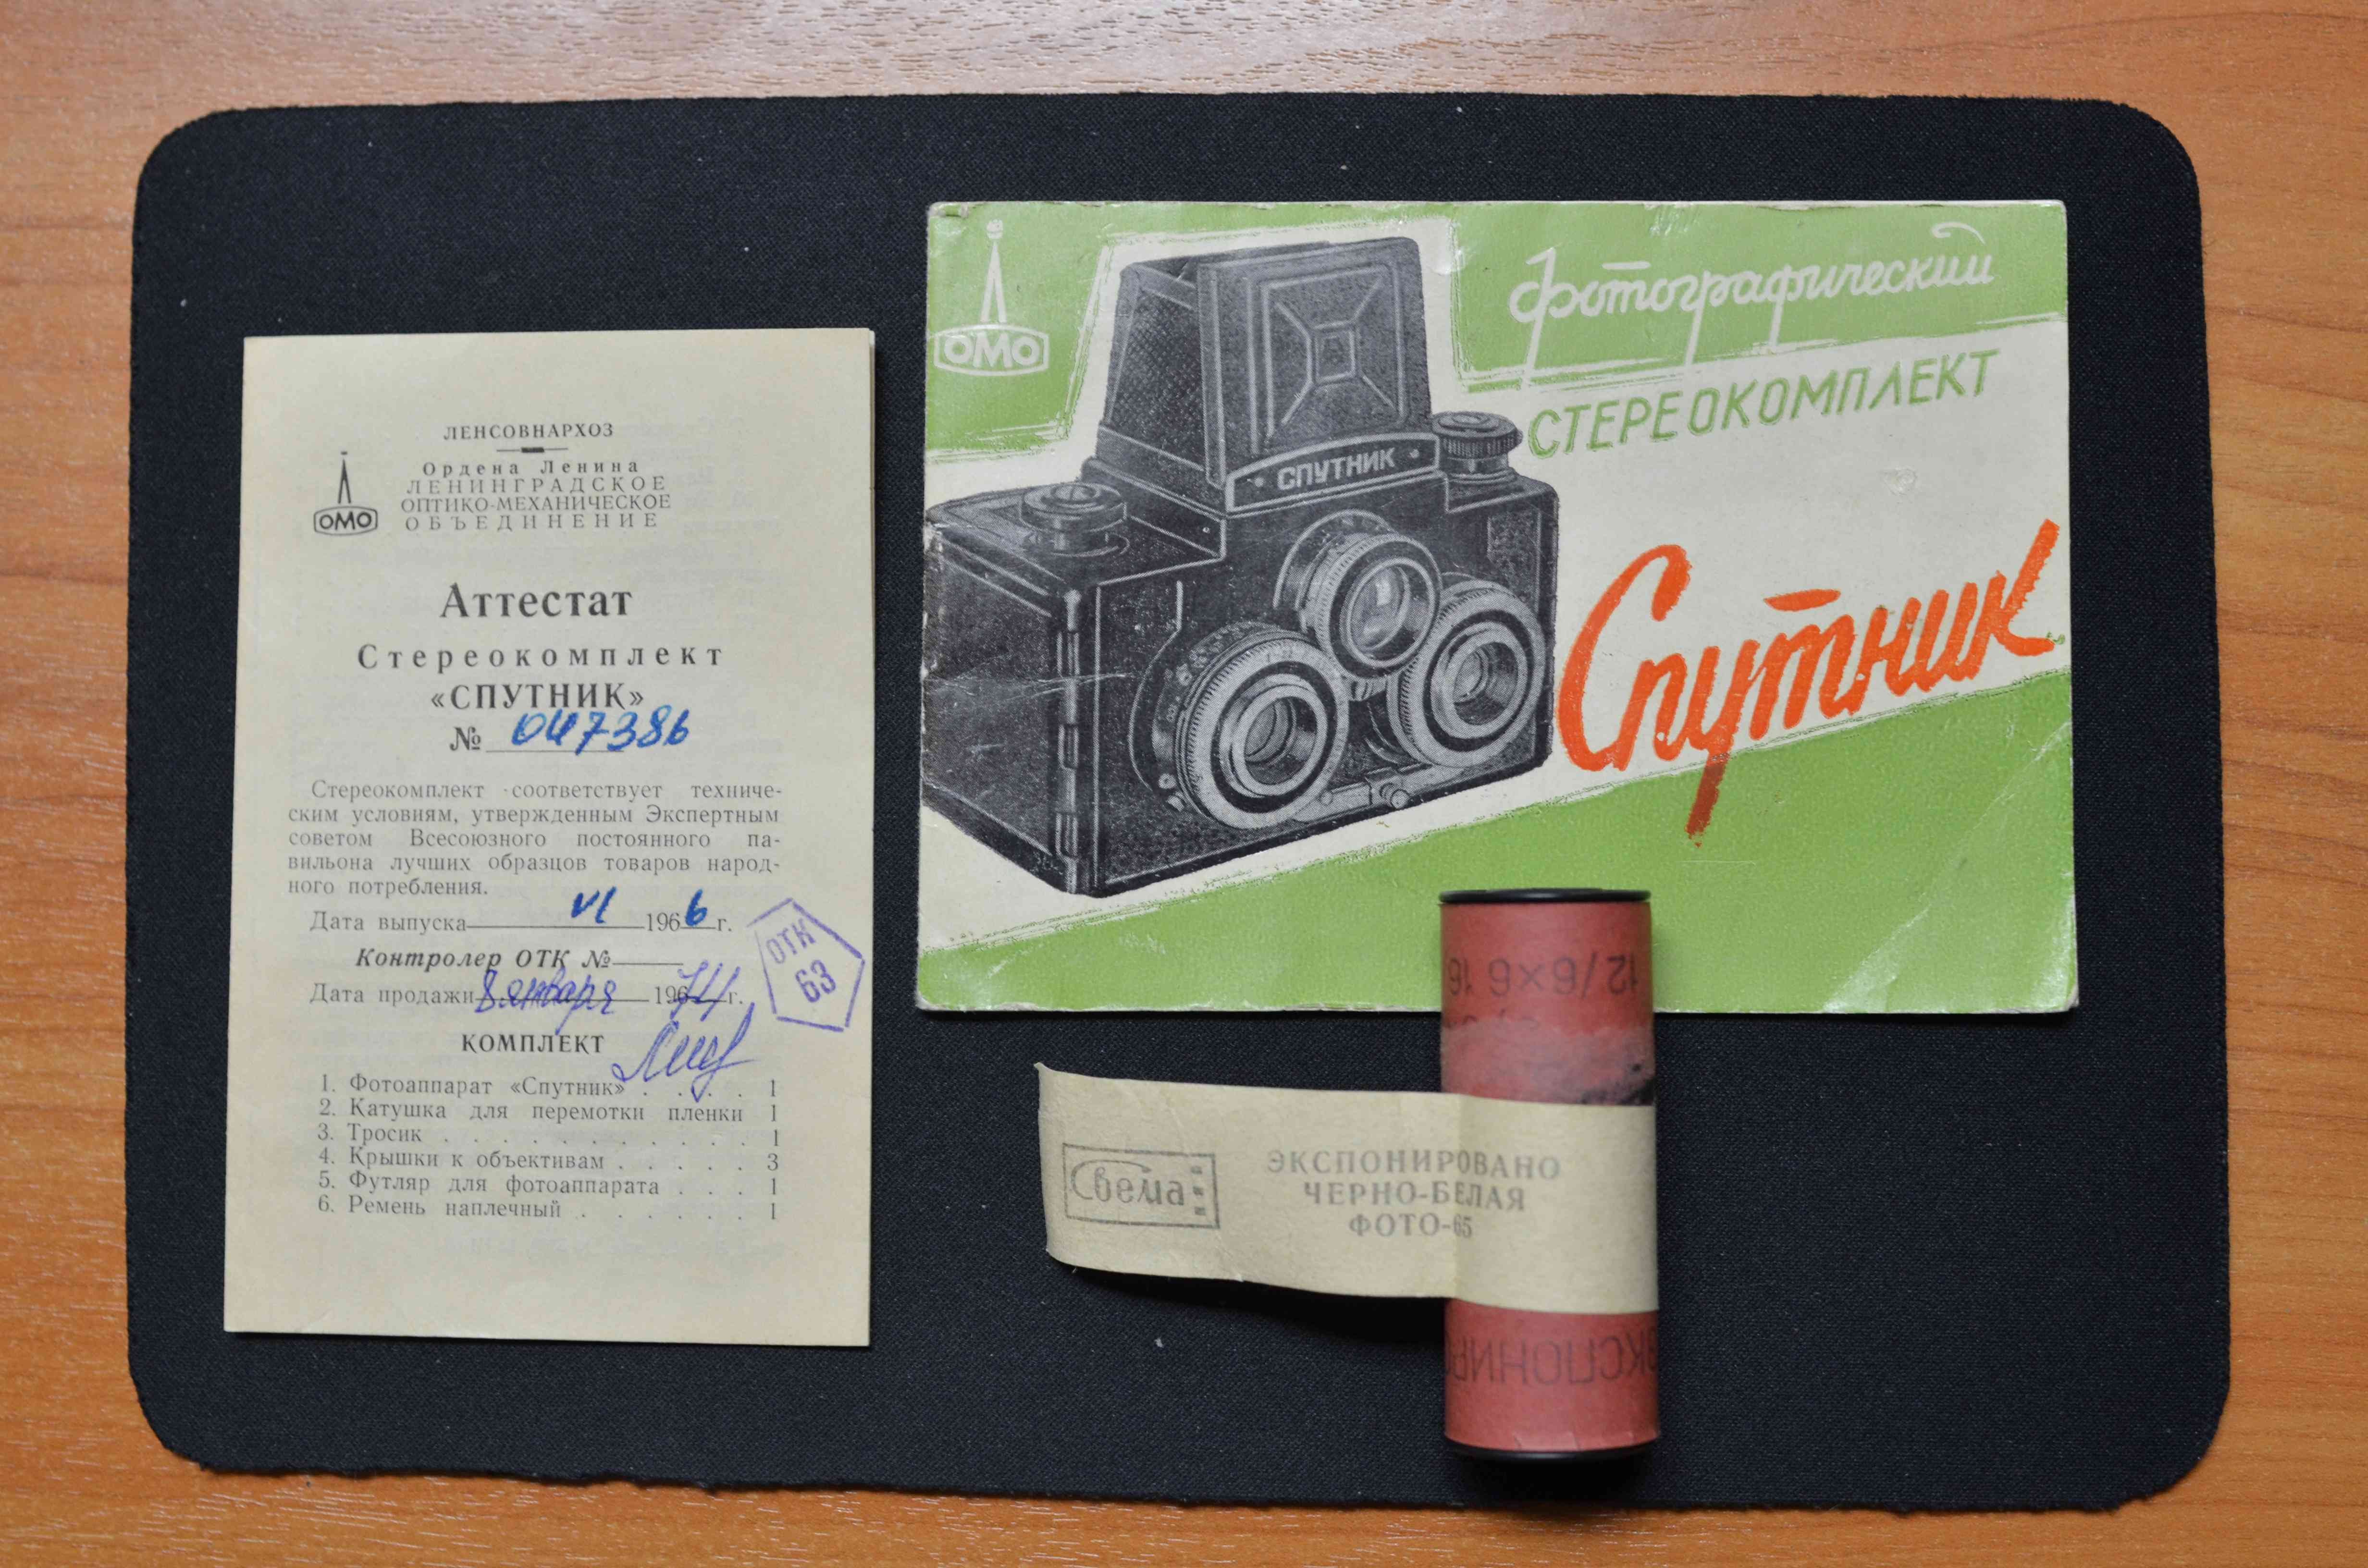 ЛЕНСОВНАРХОЗ
Ордена Ленина
ЛЕНИНГРАДСКОЕ
ОПТИКО-МЕХАНИЧЕСКОЕ
ОБЪЕДИНЕНИЕ
ОМО
Аттестат
Стереокомплект
«СПУТНИК»
№ 047386
Стереокомплект соответствует техниче-
ским условиям, утвержденным Экспертным
советом Всесоюзного постоянного па-
вильона лучших образцов товаров народ-
ного потребления.
Дата выпуска VI 1966 г.
Контролер ОТК №
ОТК
63
Дата продажи 8 января 1974 г.
КОМПЛЕКТ
1. Фотоаппарат «Спутник» . . . . 1
2. Катушка для перемотки пленки 1
3. Тросик . . . . . . . . . . . 1
4. Крышки к объективам . . . . . 3
5. Футляр для фотоаппарата . . . 1
6. Ремень наплечный . . . . . . 1
ОМО
Фотографический
СТЕРЕОКОМПЛЕКТ
СПУТНИК
Спутник
12/6×6 16
Свема
ЭКСПОНИРОВАНО
ЧЕРНО-БЕЛАЯ
ФОТО-65